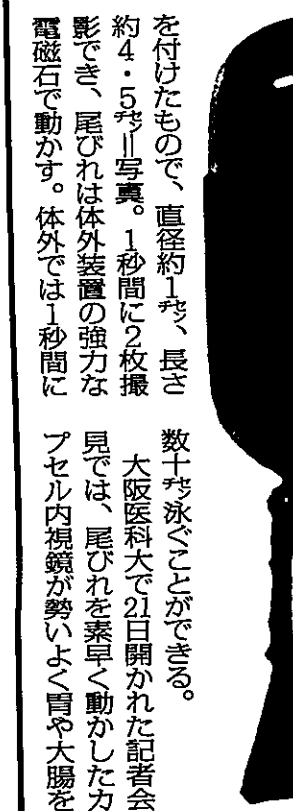 を付けたもので、直径約1㌢、長さ
約4・5㌢=写真。1秒間に2枚撮
影でき、尾びれは体外装置の強力な
電磁石で動かす。体外では1秒間に
数十㌢泳ぐことができる。
大阪医科大で21日開かれた記者会
見では、尾びれを素早く動かしたカ
プセル内視鏡が勢いよく胃や大腸を